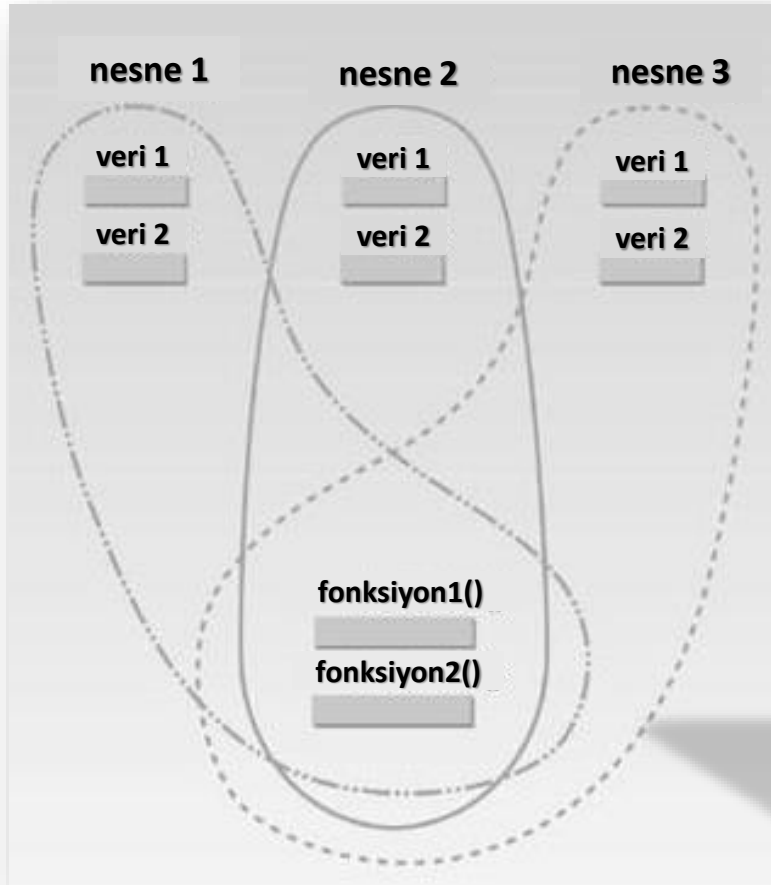 nesne 1
nesne 2
nesne 3
veri 1
veri 1
veri 1
veri 2
veri 2
veri 2
fonksiyon1()
fonksiyon2()